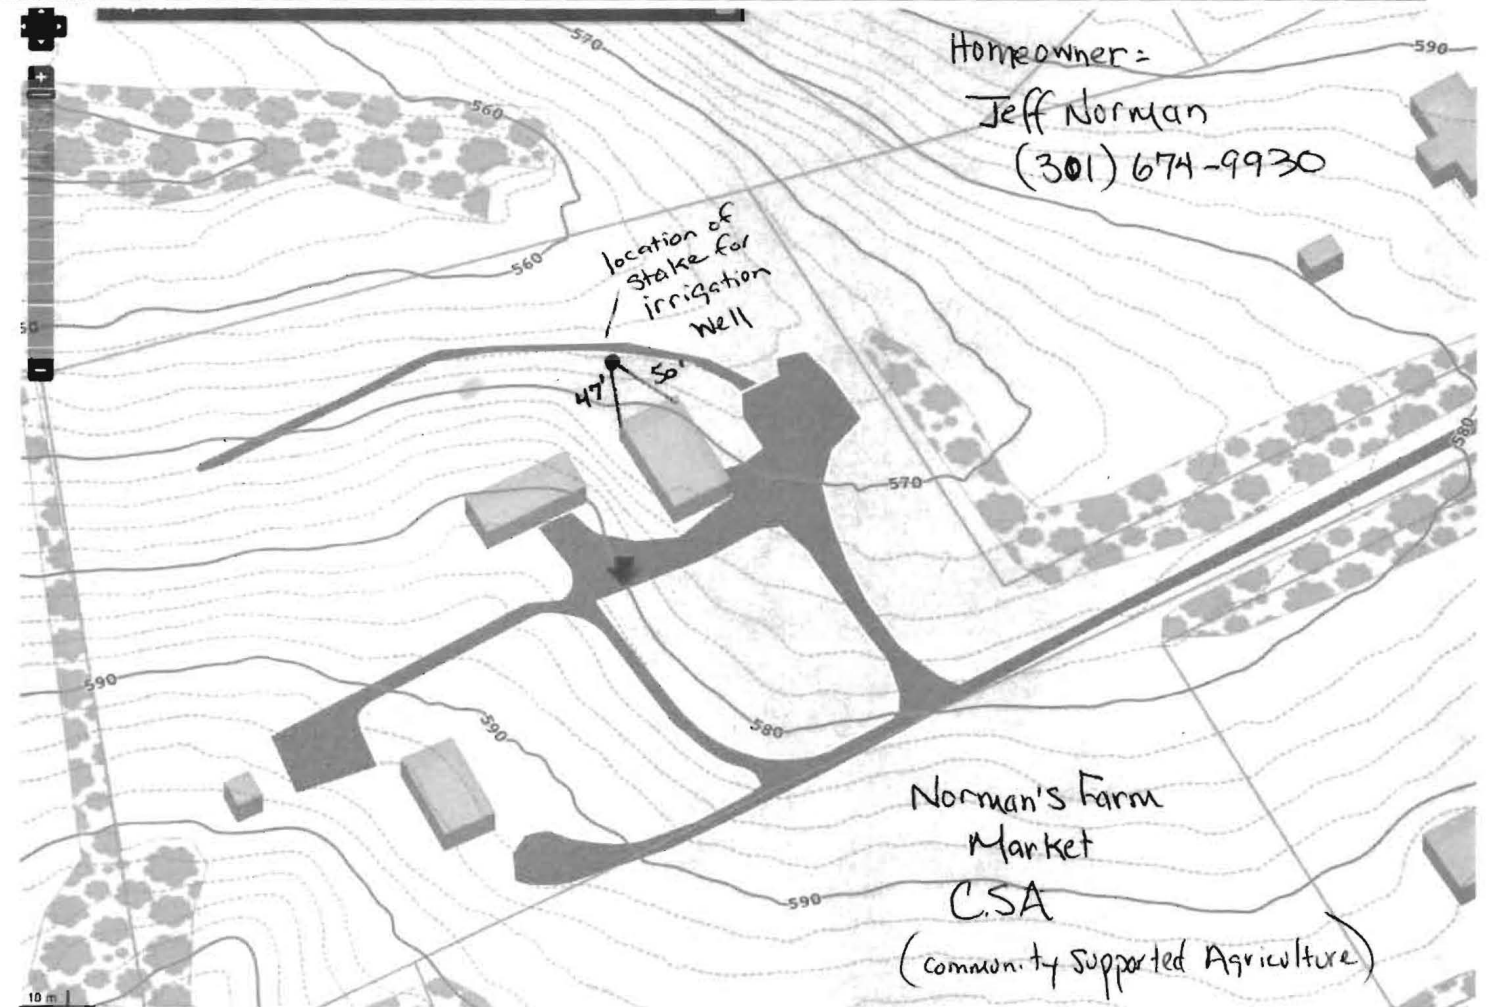 570
590
Homeowner=
Jeff Norman
(301) 674-9930
560
location of
stake for
irrigation
well
560
50'
47'
580
570
590
590
580
Norman's Farm
Market
CSA
(community Supported Agriculture)
590
10 m